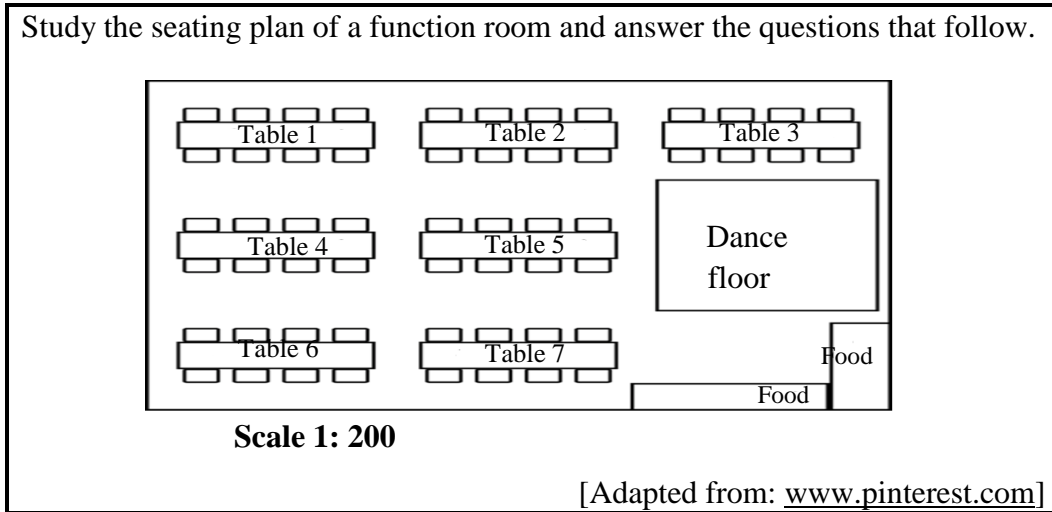 Study the seating plan of a function room and answer the questions that follow.
Table 1
Table 2
Table 3
Table 4
Table 5
Dance
floor
Table 6
Table 7
Food
Food
Scale 1: 200
[Adapted from: www.pinterest.com]